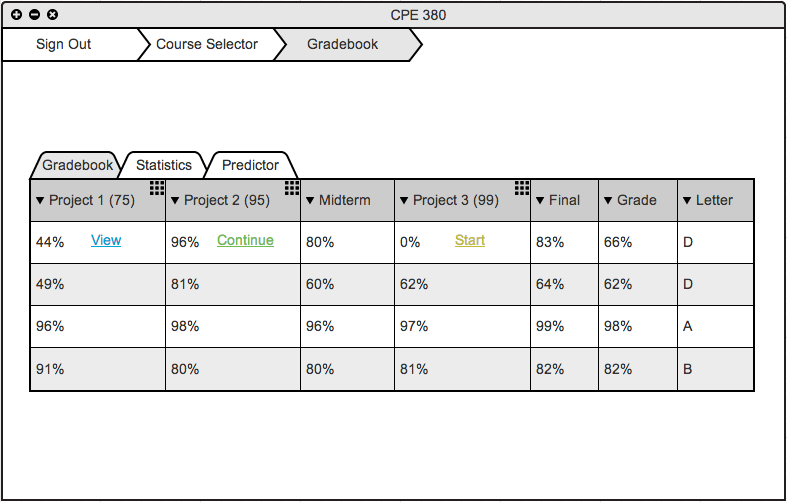 CPE 380
Sign Out Course Selector Gradebook
Gradebook Statistics Predictor
Project 1 (75) Project 2 (95) Midterm Project 3 (99) Final Grade Letter
44% View 96% Continue 80% 0% Start 83% 66% D
49% 81% 60% 62% 64% 62% D
96% 98% 96% 97% 99% 98% A
91% 80% 80% 81% 82% 82% B